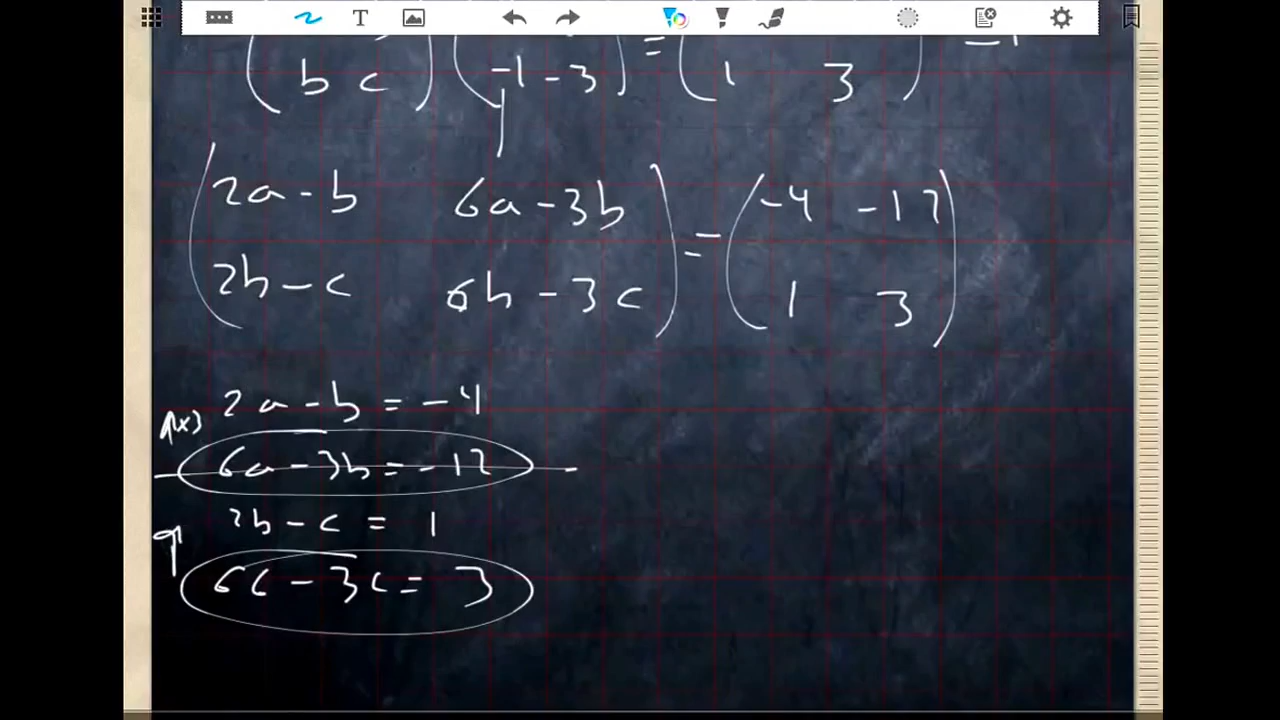 b c -1 -3 = 1 3
2a - b 6a - 3b = -4 -12
2b - c 6b - 3c 1 3
2a - b = -4
6a - 3b = -12
2b - c = 1
6c - 3c = 3